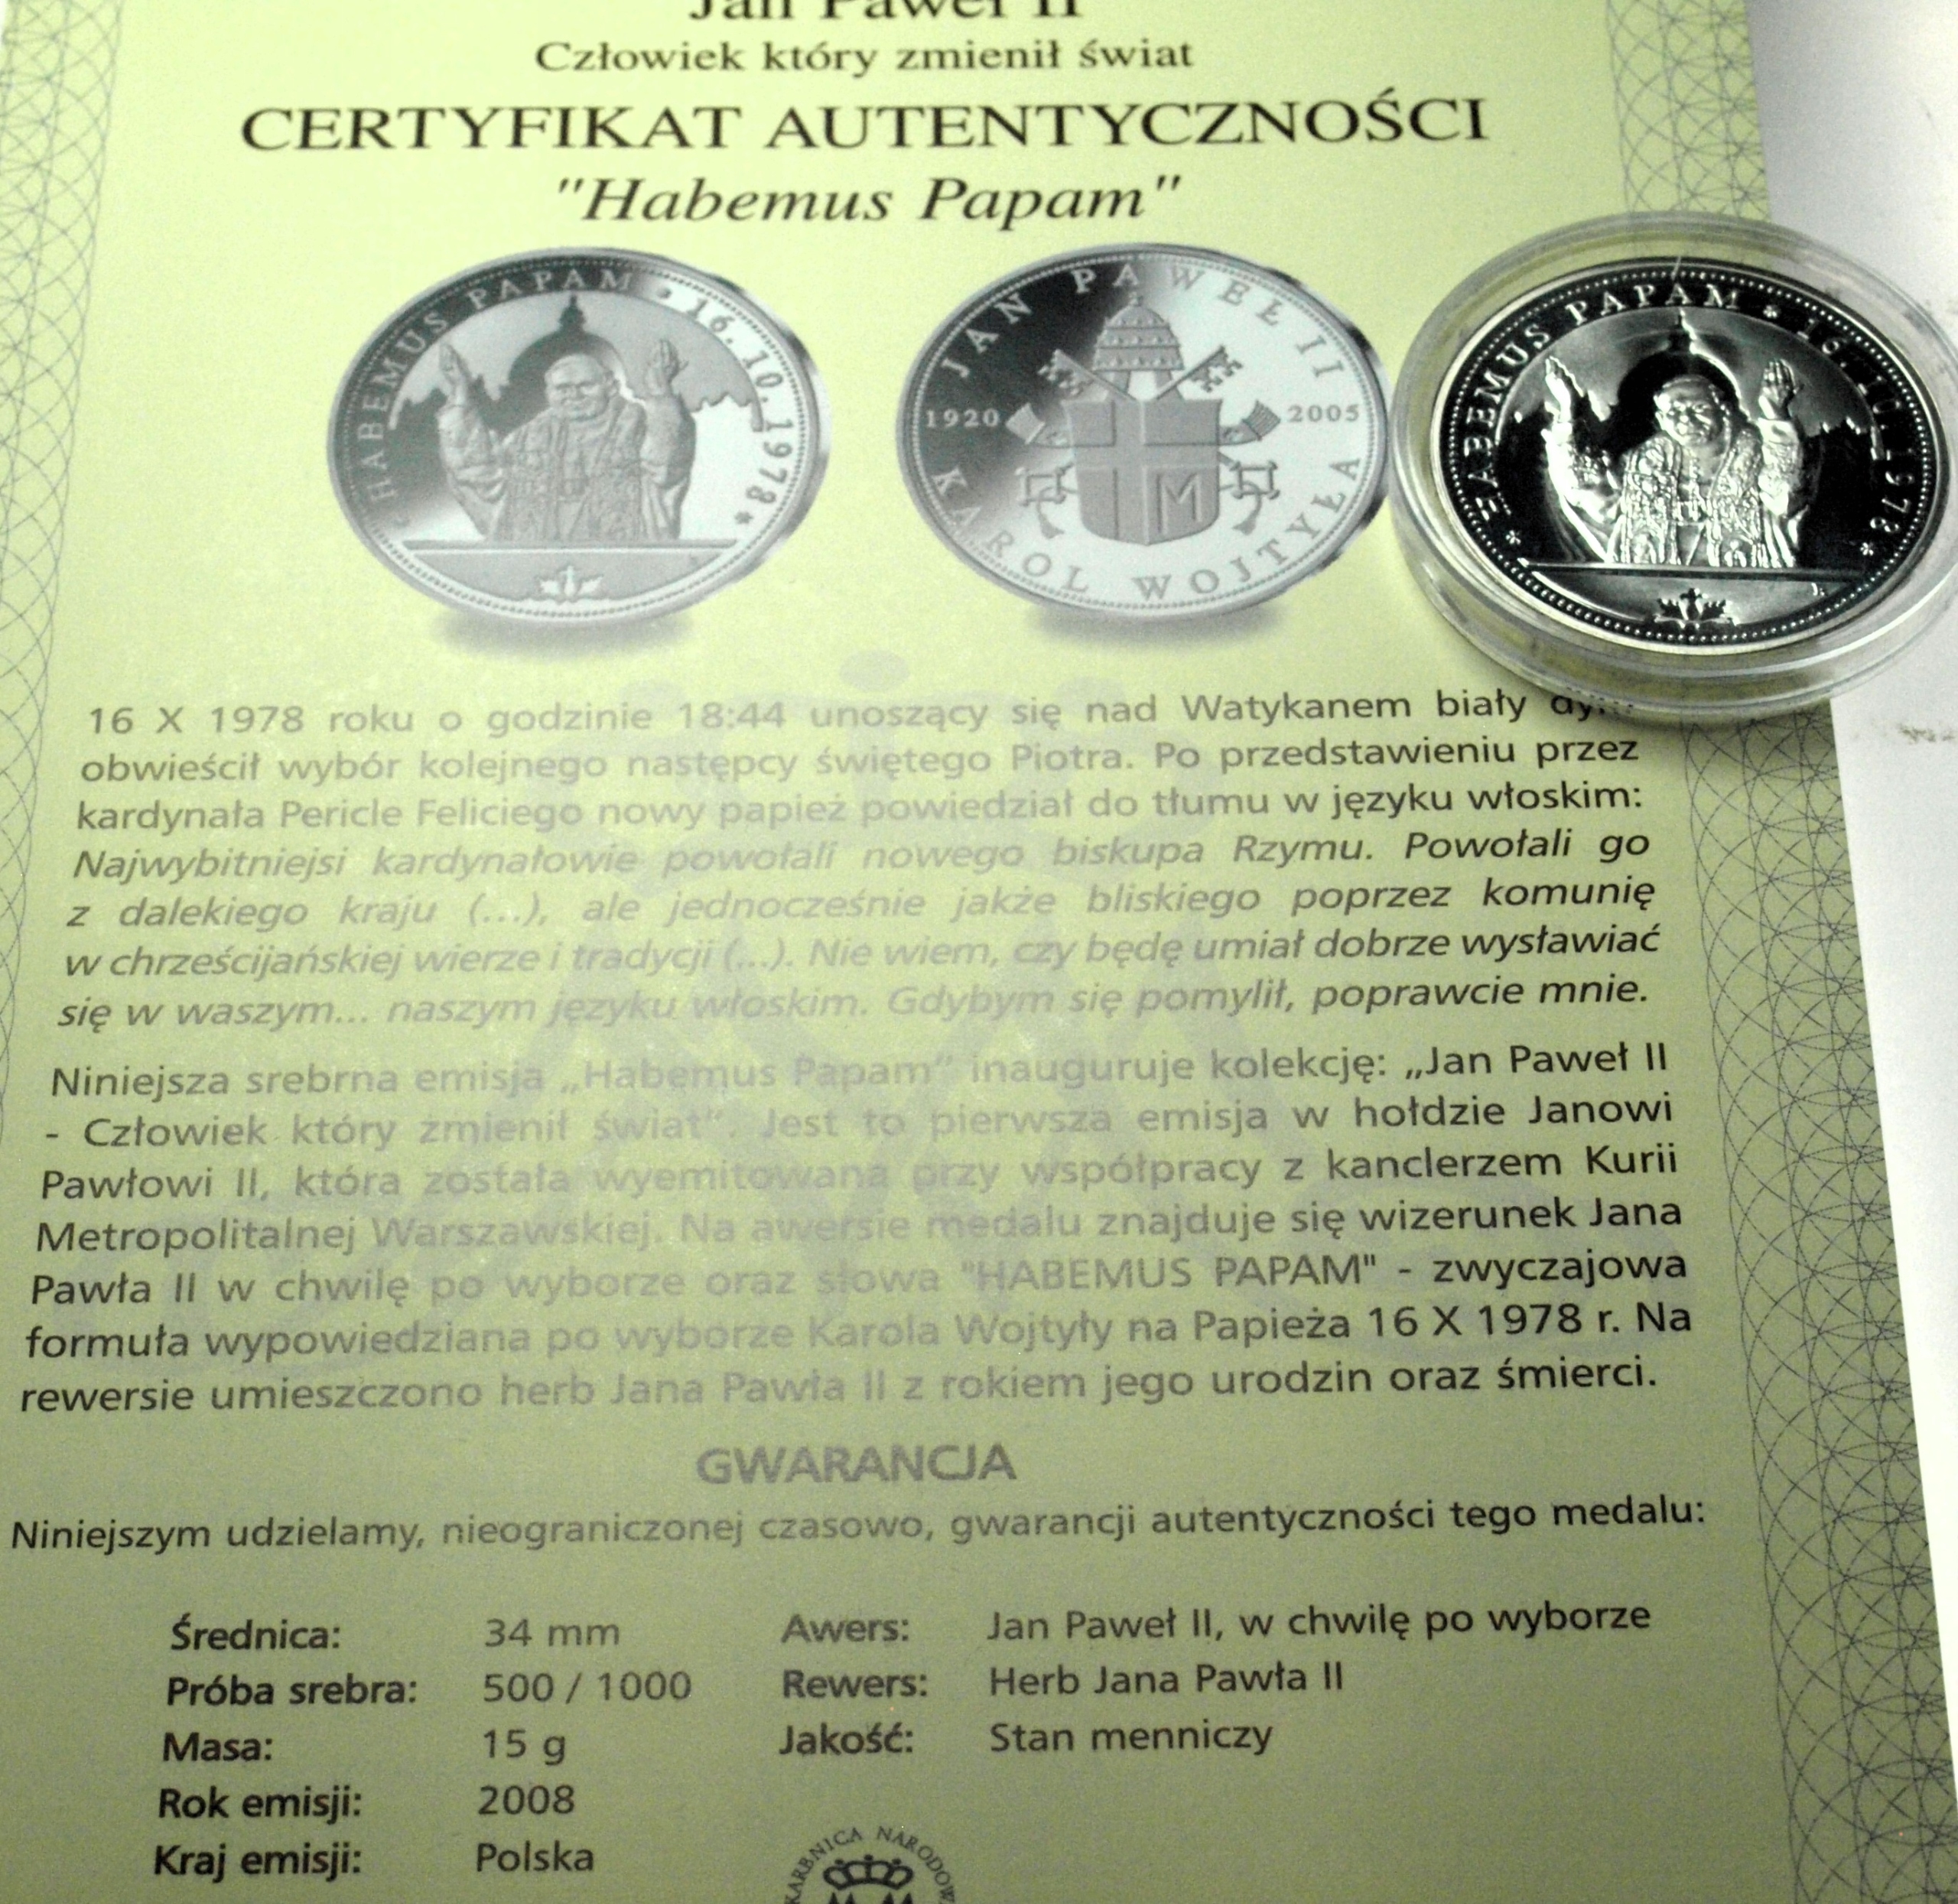 Jan Paweł II
Człowiek który zmienił świat
CERTYFIKAT AUTENTYCZNOŚCI
"Habemus Papam"
HABEMUS PAPAM * 16.10.1978 *
JAN PAWEŁ II
1920 2005
M
KAROL WOJTYŁA
* HABEMUS PAPAM * 16.10.1978 *
16 X 1978 roku o godzinie 18:44 unoszący się nad Watykanem biały
obwieścił wybór kolejnego następcy świętego Piotra. Po przedstawieniu przez
kardynała Pericle Feliciego nowy papież powiedział do tłumu w języku włoskim:
Najwybitniejsi kardynałowie powołali nowego biskupa Rzymu. Powołali go
z dalekiego kraju (...), ale jednocześnie jakże bliskiego poprzez komunię
w chrześcijańskiej wierze i tradycji (...). Nie wiem, czy będę umiał dobrze wysławiać
się w waszym... naszym języku włoskim. Gdybym się pomylił, poprawcie mnie.
Niniejsza srebrna emisja „Habemus Papam" inauguruje kolekcję: „Jan Paweł II
- Człowiek który zmienił świat". Jest to pierwsza emisja w hołdzie Janowi
Pawłowi II, która została wyemitowana przy współpracy z kanclerzem Kurii
Metropolitalnej Warszawskiej. Na awersie medalu znajduje się wizerunek Jana
Pawła II w chwilę po wyborze oraz słowa "HABEMUS PAPAM" - zwyczajowa
formuła wypowiedziana po wyborze Karola Wojtyły na Papieża 16 X 1978 r. Na
rewersie umieszczono herb Jana Pawła II z rokiem jego urodzin oraz śmierci.
GWARANCJA
Niniejszym udzielamy, nieograniczonej czasowo, gwarancji autentyczności tego medalu:
Średnica: 34 mm Awers: Jan Paweł II, w chwilę po wyborze
Próba srebra: 500 / 1000 Rewers: Herb Jana Pawła II
Masa: 15 g Jakość: Stan menniczy
Rok emisji: 2008
Kraj emisji: Polska
KARBNICA NARODOW